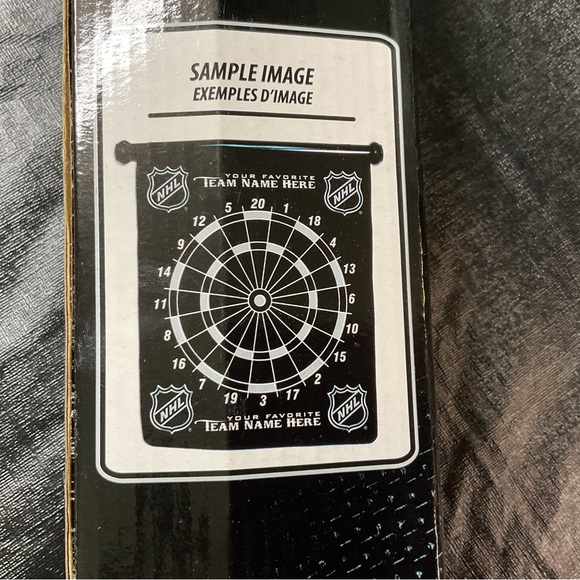 SAMPLE IMAGE
EXEMPLES D'IMAGE
YOUR FAVORITE
TEAM NAME HERE
NHL NHL
5 20 1
12 18
9 4
14 13
11 6
8 10
16 15
7 2
19 3 17
NHL NHL
YOUR FAVORITE
TEAM NAME HERE